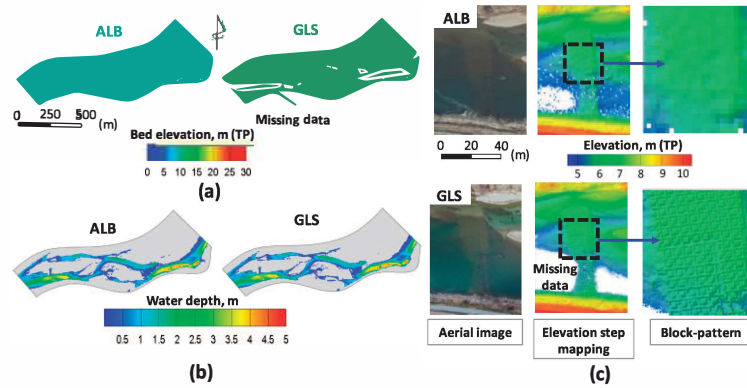 ALB
GLS
Missing data
0 250 500
(m)
Bed elevation, m (TP)
0 5 10 15 20 25 30
(a)
ALB
GLS
Water depth, m
0.5 1 1.5 2 2.5 3 3.5 4 4.5 5
(b)
ALB
0 20 40
(m)
Elevation, m (TP)
5 6 7 8 9 10
GLS
Missing
data
Aerial image
Elevation step
mapping
Block-pattern
(c)